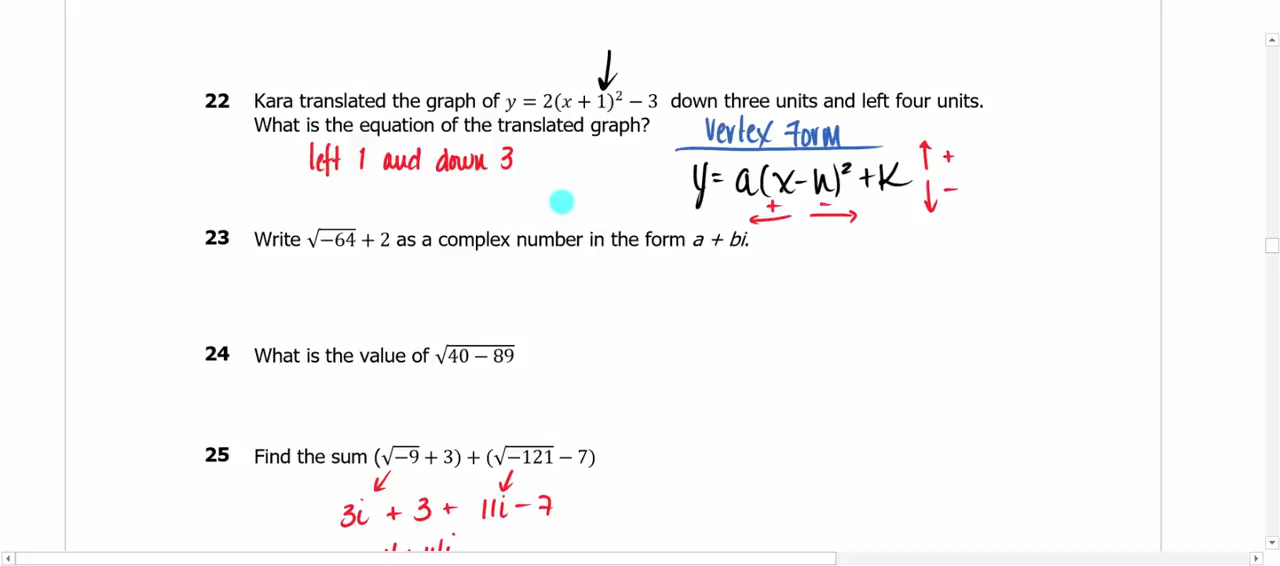 22 Kara translated the graph of y = 2(x + 1)² − 3 down three units and left four units.
What is the equation of the translated graph?
Vertex Form
left 1 and down 3
y = a(x − h)² + k
↑ +
↓ −
+ −
23 Write √−64 + 2 as a complex number in the form a + bi.
24 What is the value of √40 − 89
25 Find the sum (√−9 + 3) + (√−121 − 7)
3i + 3 + 11i − 7